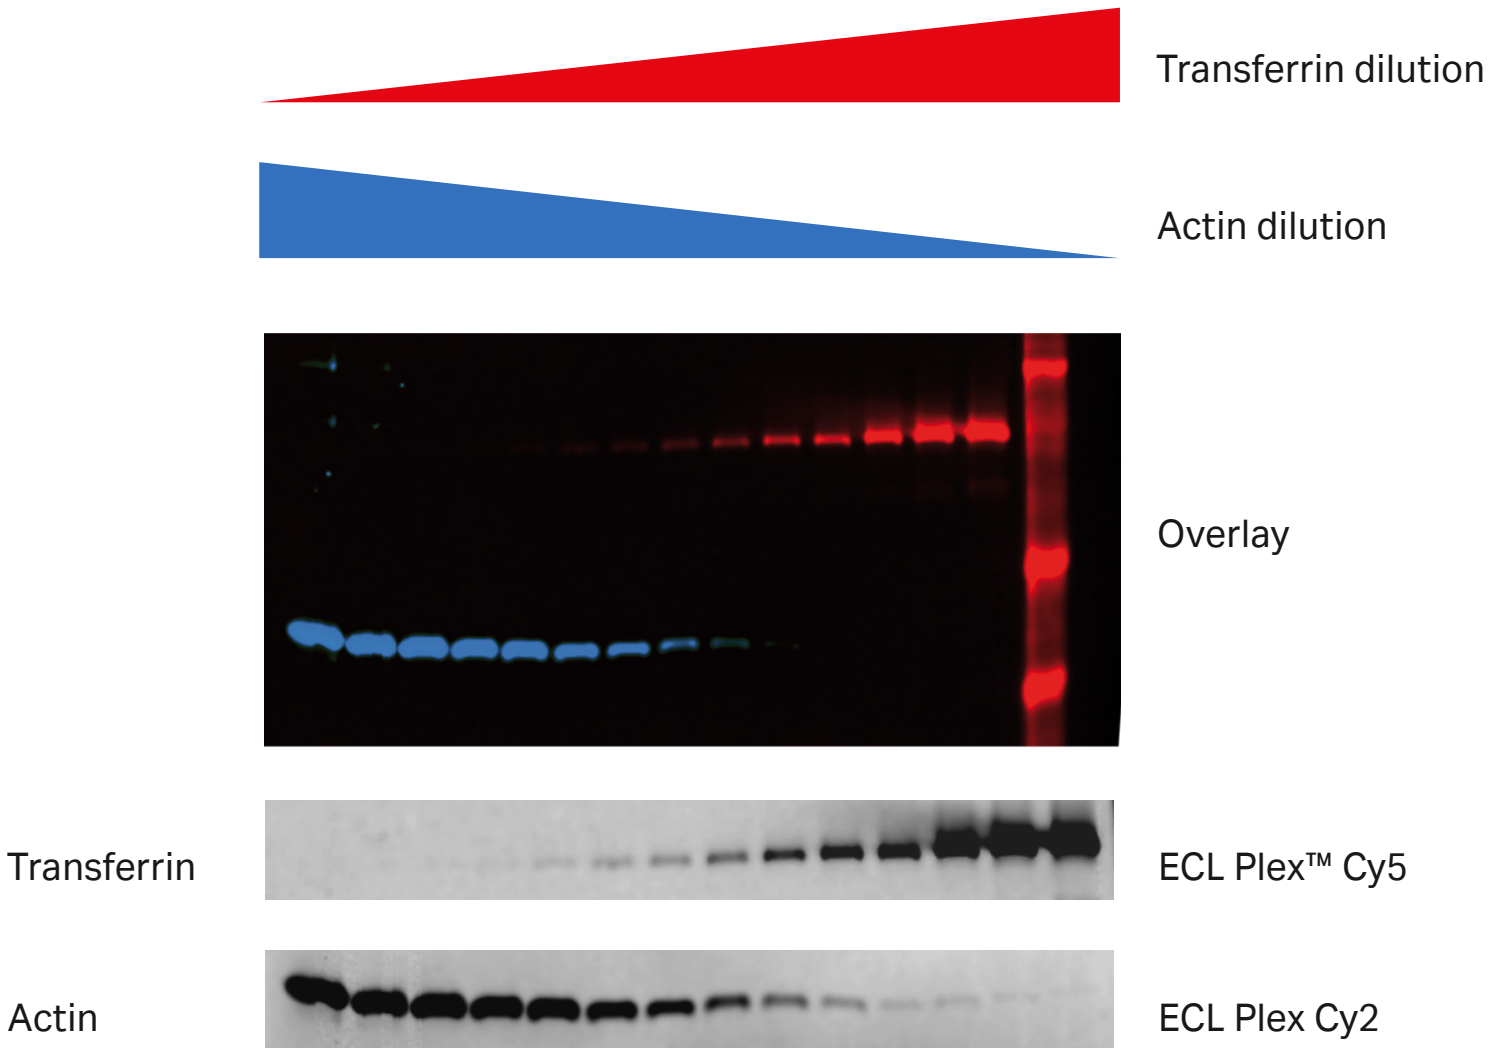 Transferrin dilution
Actin dilution
Overlay
Transferrin
ECL Plex™ Cy5
Actin
ECL Plex Cy2